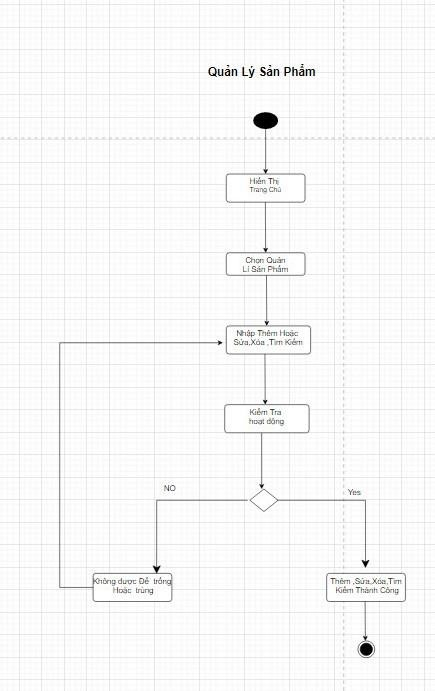 Quản Lý Sản Phẩm
Hiển Thị
Trang Chủ
Chọn Quản
Lí Sản Phẩm
Nhập Thêm Hoặc
Sửa,Xóa ,Tìm Kiếm
Kiểm Tra
hoạt động
NO
Yes
Không được Để trống
Hoặc trùng
Thêm ,Sửa,Xóa,Tìm
Kiếm Thành Công